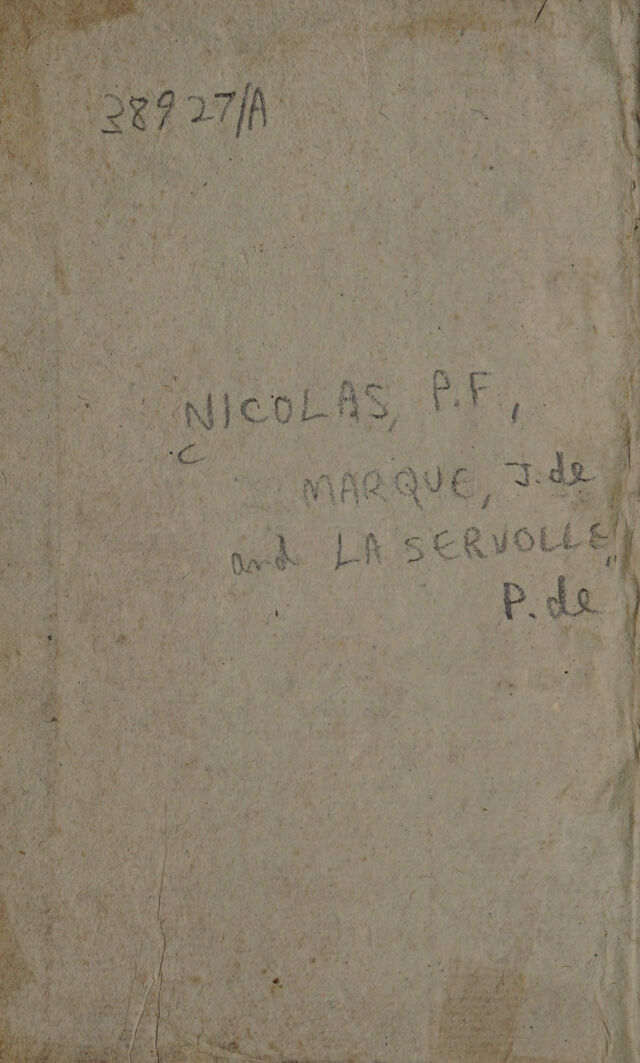 38927/A
NICOLAS, P.F,
c
MARQUE, J. de
and LA SERVOLLE,
P. de